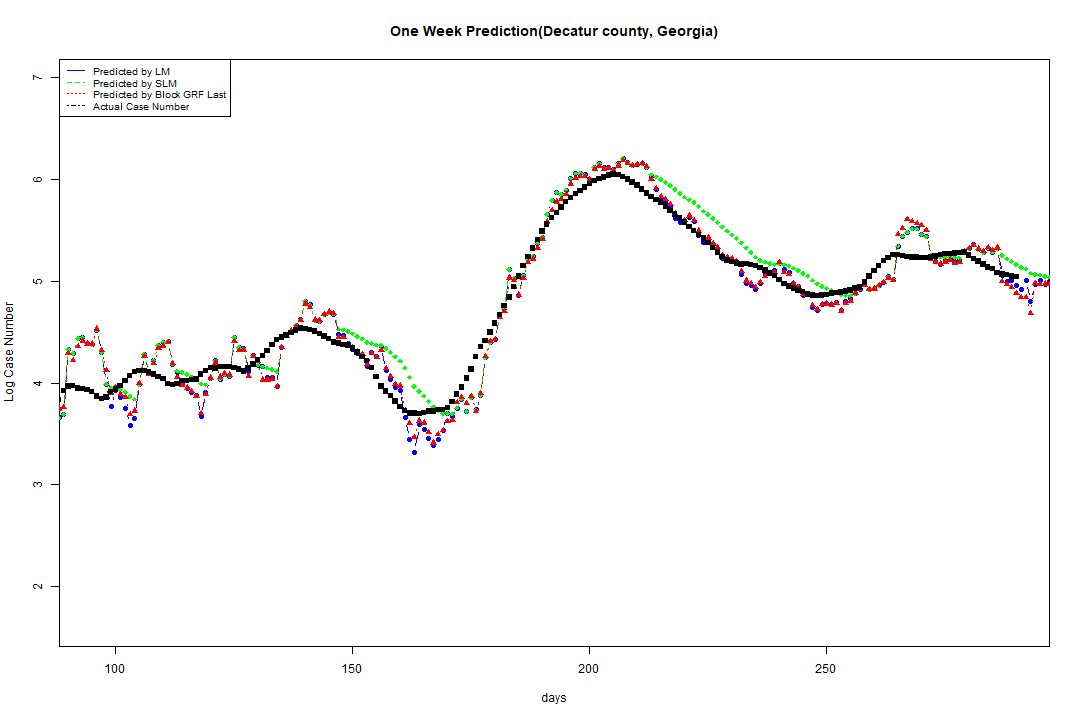 One Week Prediction(Decatur county, Georgia)
Predicted by LM
Predicted by SLM
Predicted by Block GRF Last
Actual Case Number
7
6
5
4
3
2
Log Case Number
100
150
200
250
days